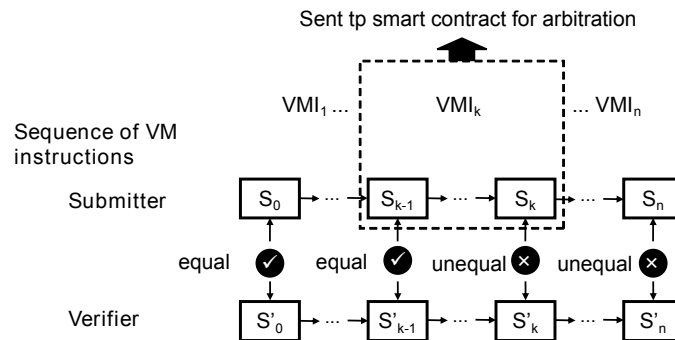 Sent tp smart contract for arbitration
VMI₁ ... VMIₖ ... VMIₙ
Sequence of VM
instructions
Submitter S₀ ... Sₖ₋₁ ... Sₖ ... Sₙ
equal equal unequal unequal
Verifier S'₀ ... S'ₖ₋₁ ... S'ₖ ... S'ₙ